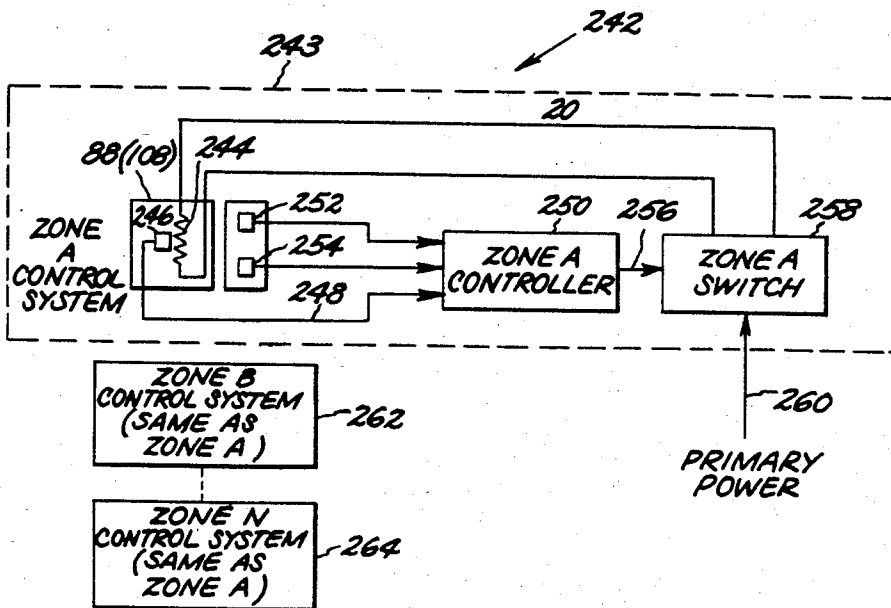 242
243
20
88(108)
244
246
252
254
248
250
256
258
ZONE
A
CONTROL
SYSTEM
ZONE A
CONTROLLER
ZONE A
SWITCH
260
PRIMARY
POWER
ZONE B
CONTROL SYSTEM
(SAME AS
ZONE A)
262
ZONE N
CONTROL SYSTEM
(SAME AS
ZONE A)
264